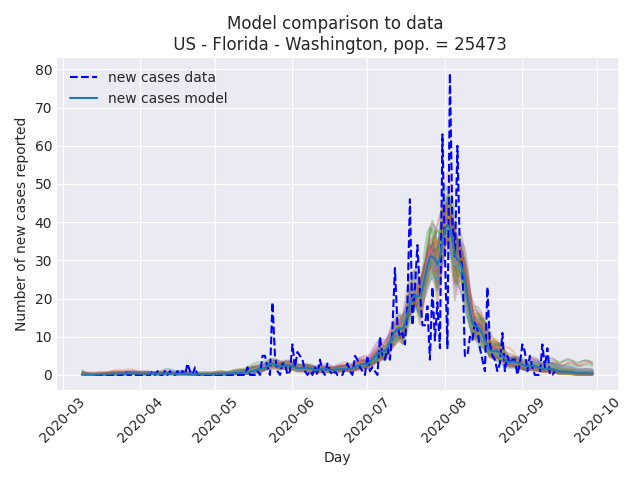 Model comparison to data
US - Florida - Washington, pop. = 25473
new cases data
new cases model
Number of new cases reported
80
70
60
50
40
30
20
10
0
2020-03
2020-04
2020-05
2020-06
2020-07
2020-08
2020-09
2020-10
Day